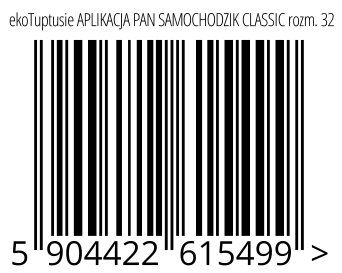 ekoTuptusie APLIKACJA PAN SAMOCHODZIK CLASSIC rozm. 32
5 904422 615499 >